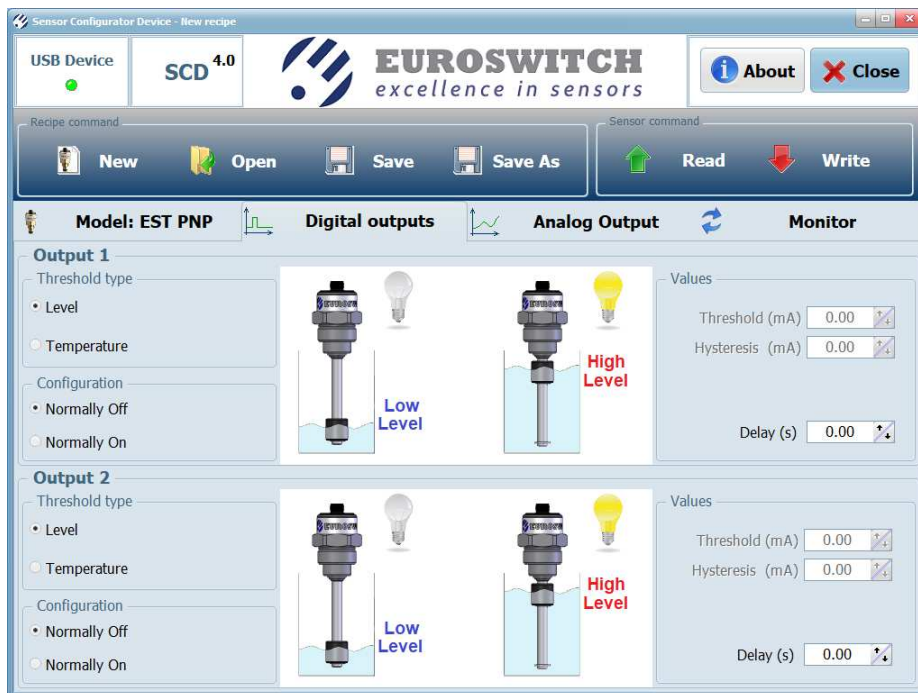 Sensor Configurator Device - New recipe
USB Device
SCD 4.0
EUROSWITCH
excellence in sensors
About
Close
Recipe command
Sensor command
New
Open
Save
Save As
Read
Write
Model: EST PNP
Digital outputs
Analog Output
Monitor
Output 1
Threshold type
Level
Temperature
Configuration
Normally Off
Normally On
Low
Level
High
Level
Values
Threshold (mA) 0.00
Hysteresis (mA) 0.00
Delay (s) 0.00
Output 2
Threshold type
Level
Temperature
Configuration
Normally Off
Normally On
Low
Level
High
Level
Values
Threshold (mA) 0.00
Hysteresis (mA) 0.00
Delay (s) 0.00